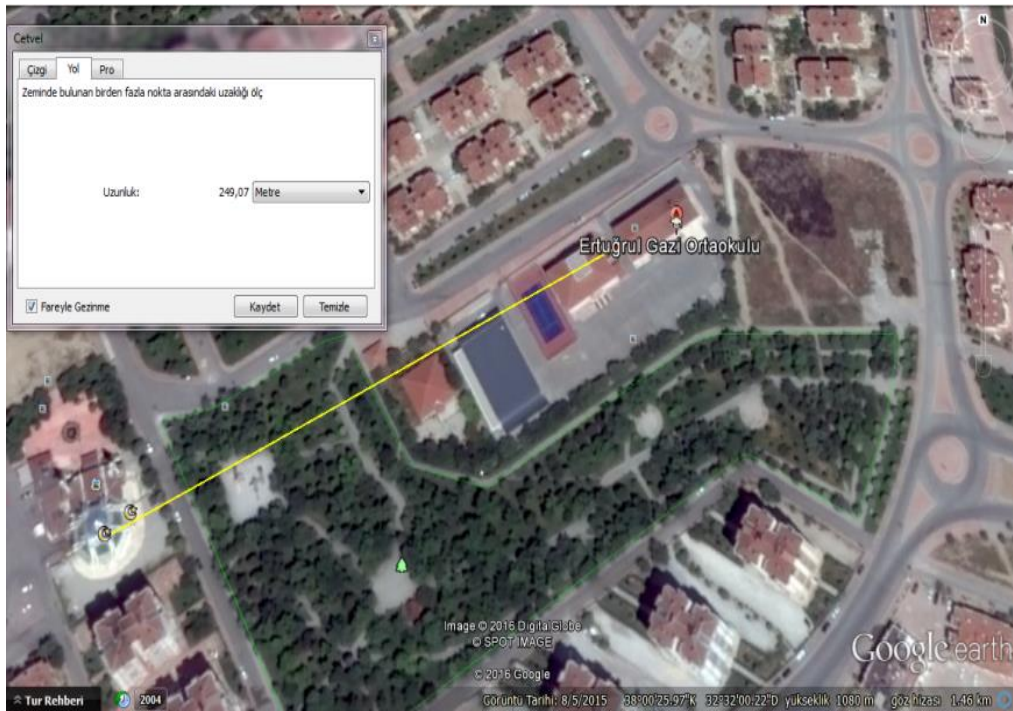 Cetvel
Çizgi Yol Pro
Zeminde bulunan birden fazla nokta arasındaki uzaklığı ölç
Uzunluk: 249,07 Metre
Fareyle Gezinme Kaydet Temizle
N
Ertuğrul Gazi Ortaokulu
Image © 2016 DigitalGlobe
© SPOT IMAGE
© 2016 Google
Google earth
Tur Rehberi 2004 Görüntü Tarihi: 8/5/2015 38°00'25.97"K 32°32'00.22"D yükseklik 1080 m göz hizası 1.46 km